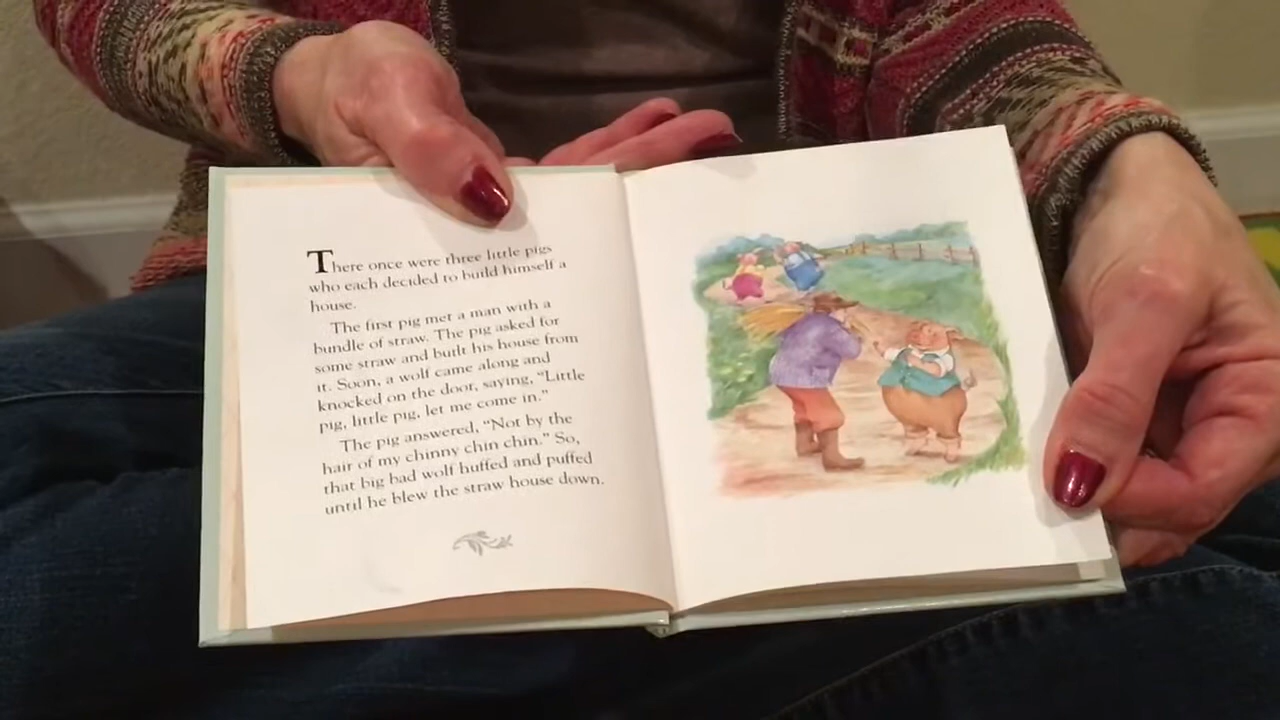 There once were three little pigs
who each decided to build himself a
house.
The first pig met a man with a
bundle of straw. The pig asked for
some straw and built his house from
it. Soon, a wolf came along and
knocked on the door, saying, “Little
pig, little pig, let me come in.”
The pig answered, “Not by the
hair of my chinny chin chin.” So,
that big bad wolf huffed and puffed
until he blew the straw house down.